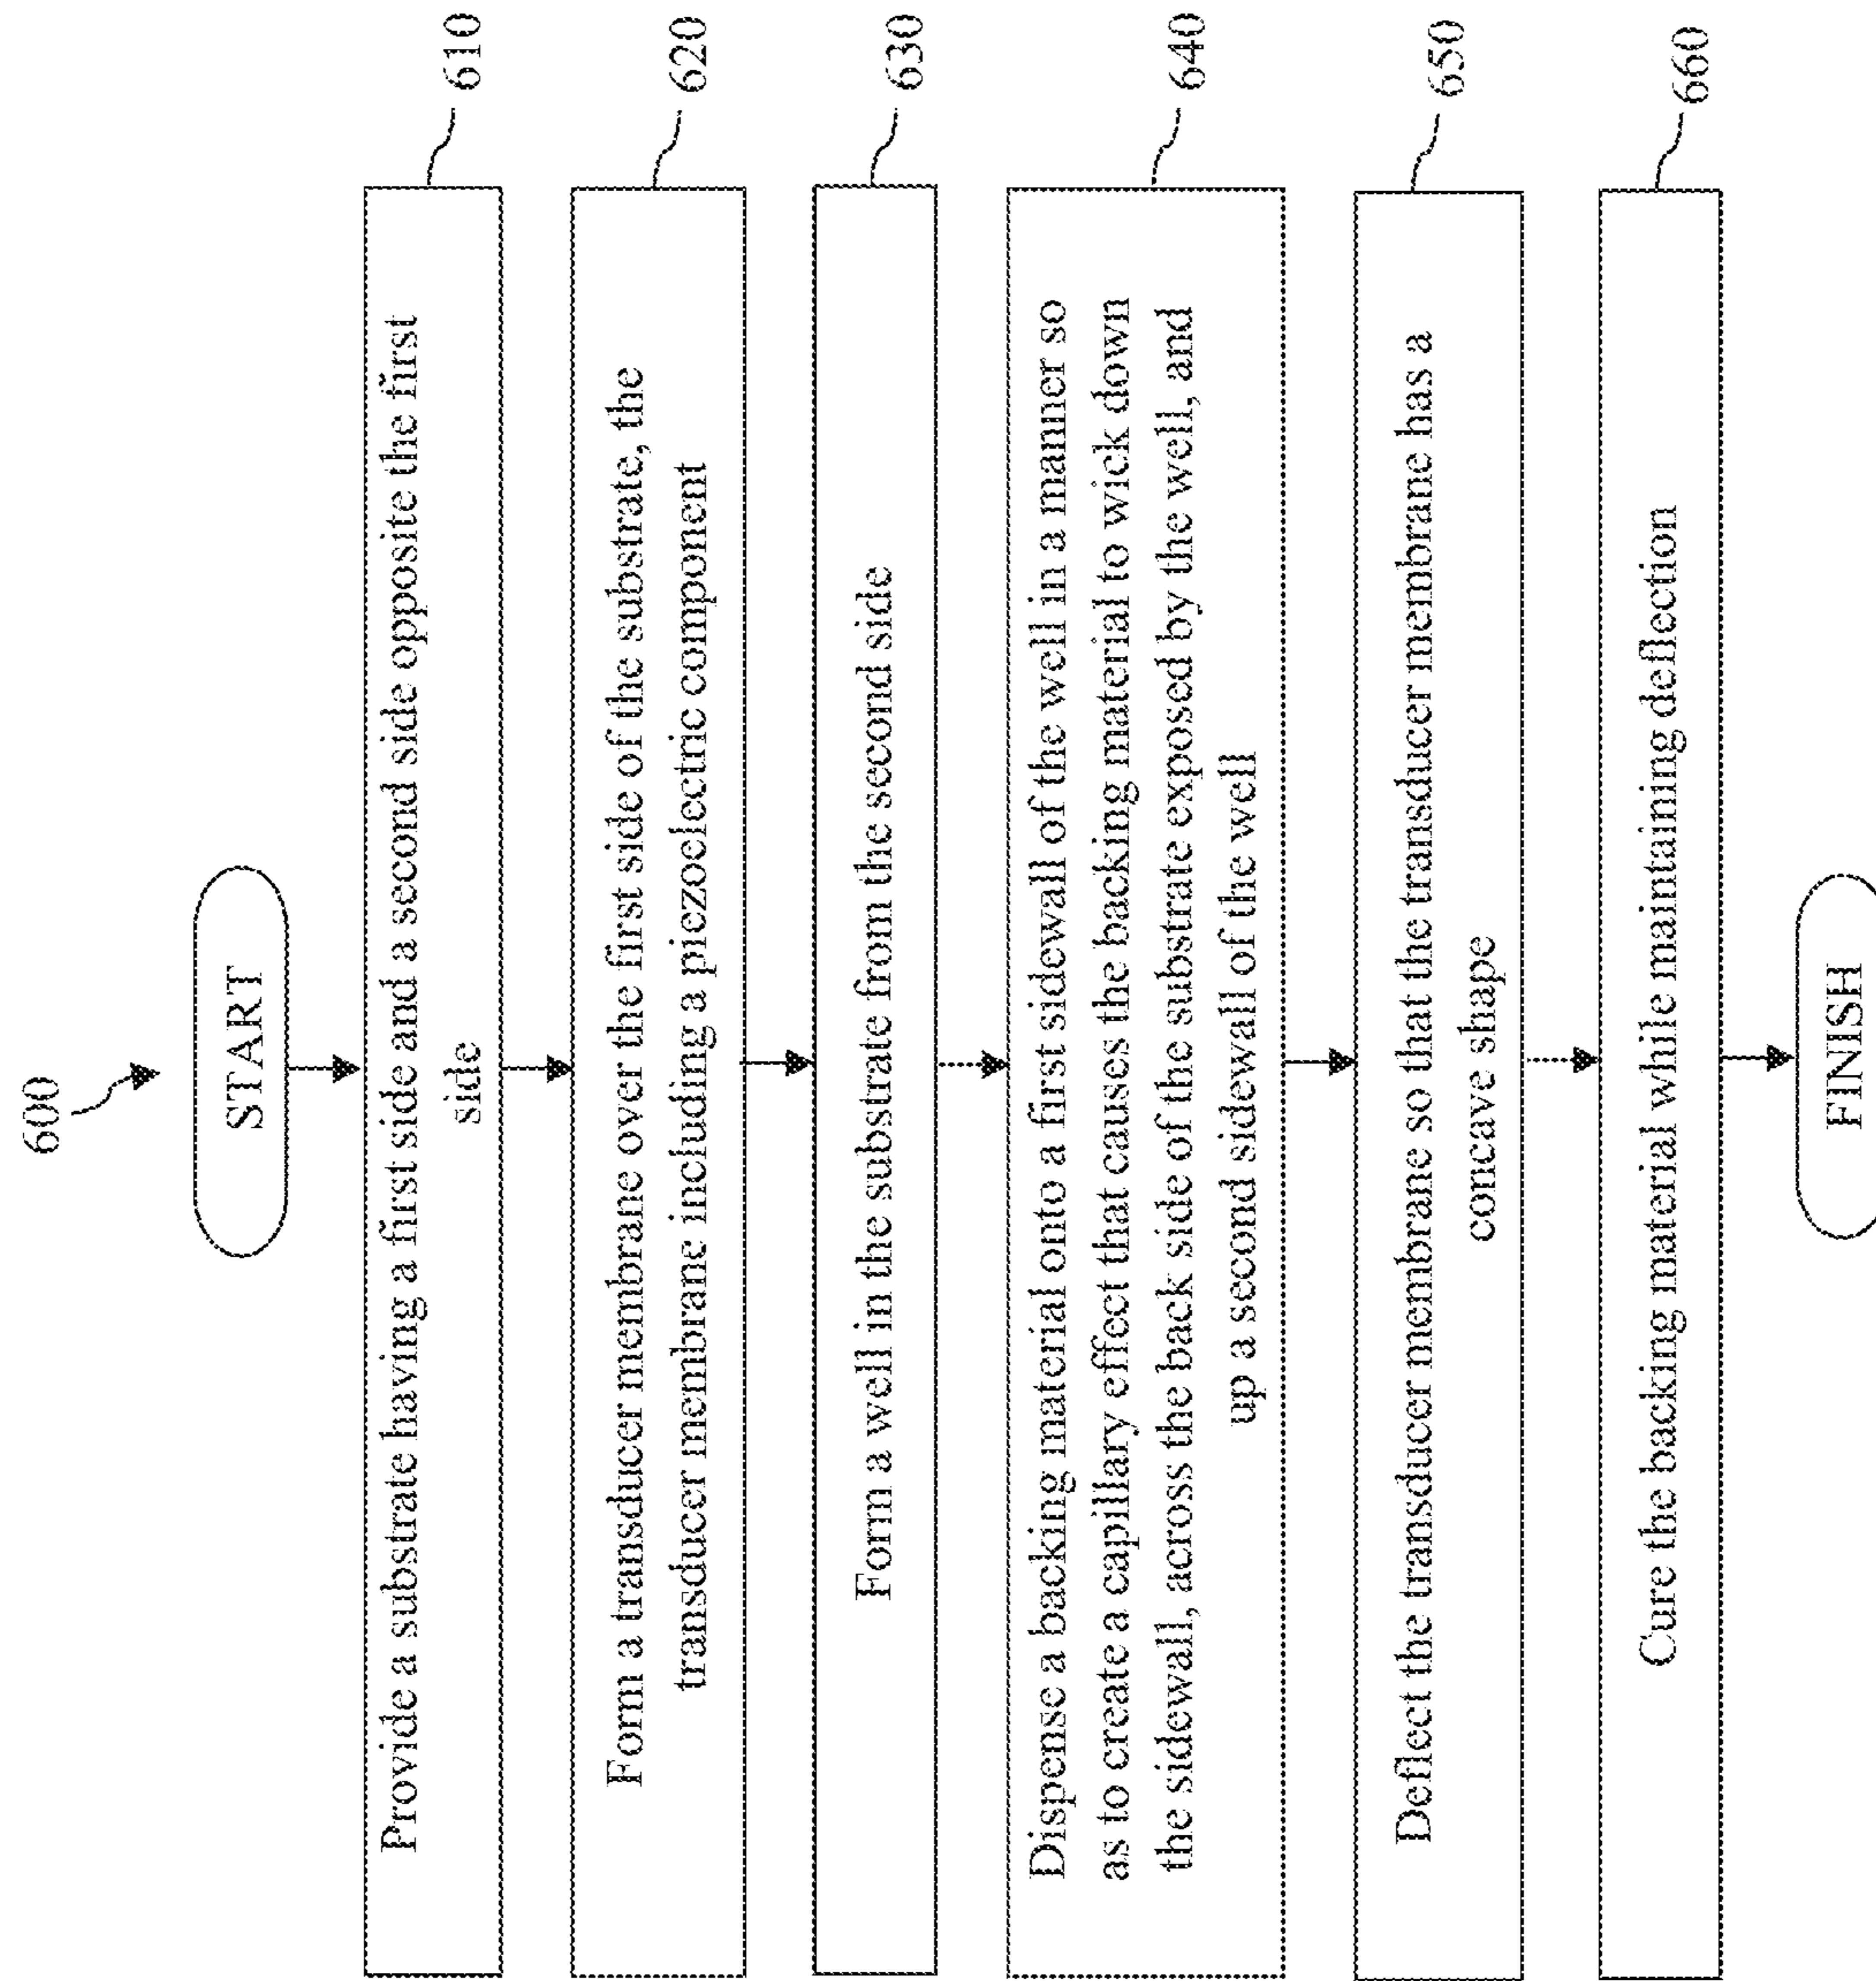 600
START
Provide a substrate having a first side and a second side opposite the first
side
610
Form a transducer membrane over the first side of the substrate, the
transducer membrane including a piezoelectric component
620
Form a well in the substrate from the second side
630
Dispense a backing material onto a first sidewall of the well in a manner so
as to create a capillary effect that causes the backing material to wick down
the sidewall, across the back side of the substrate exposed by the well, and
up a second sidewall of the well
640
Deflect the transducer membrane so that the transducer membrane has a
concave shape
650
Cure the backing material while maintaining deflection
660
FINISH